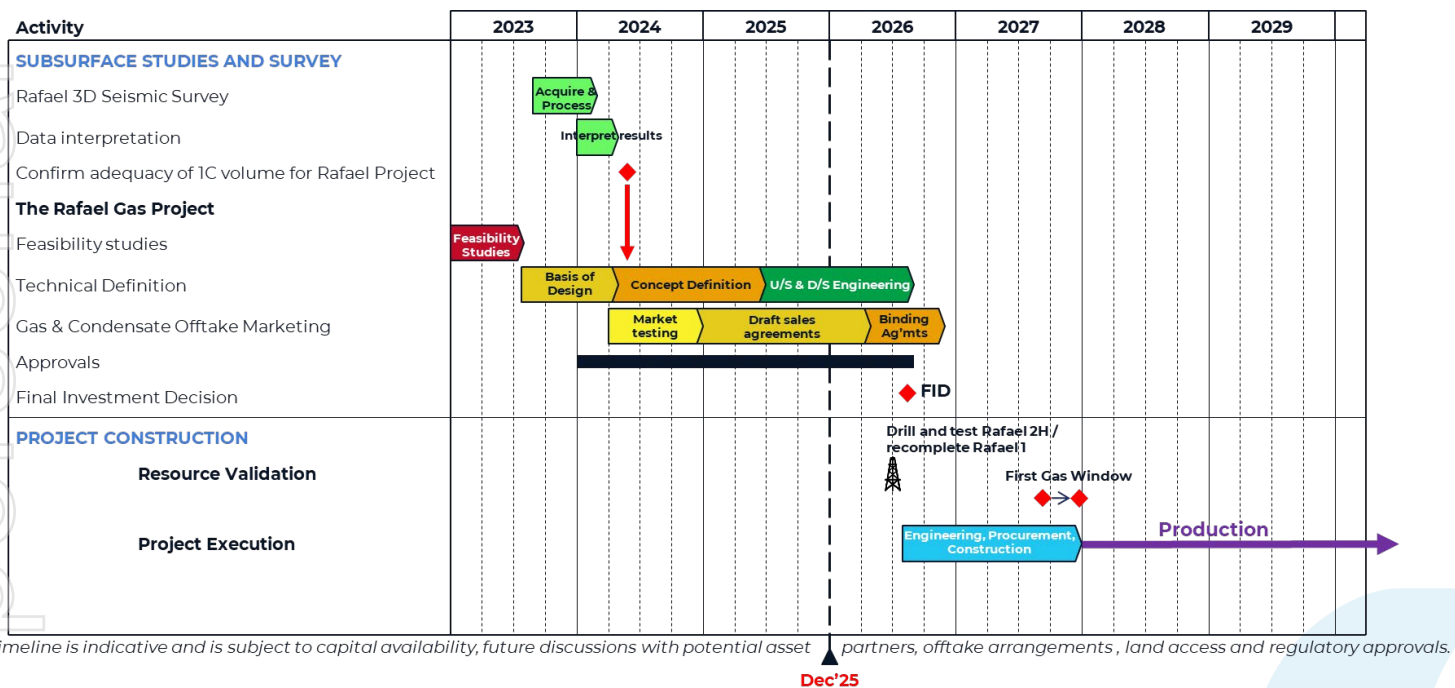 Activity
2023 2024 2025 2026 2027 2028 2029
SUBSURFACE STUDIES AND SURVEY
Rafael 3D Seismic Survey
Acquire &
Process
Data interpretation
Interpret results
Confirm adequacy of 1C volume for Rafael Project
The Rafael Gas Project
Feasibility studies
Feasibility
Studies
Technical Definition
Basis of
Design
Concept Definition
U/S & D/S Engineering
Gas & Condensate Offtake Marketing
Market
testing
Draft sales
agreements
Binding
Ag'mts
Approvals
Final Investment Decision
FID
PROJECT CONSTRUCTION
Drill and test Rafael 2H /
recomplete Rafael 1
Resource Validation
First Gas Window
Project Execution
Engineering, Procurement,
Construction
Production
imeline is indicative and is subject to capital availability, future discussions with potential asset partners, offtake arrangements , land access and regulatory approvals.
Dec'25